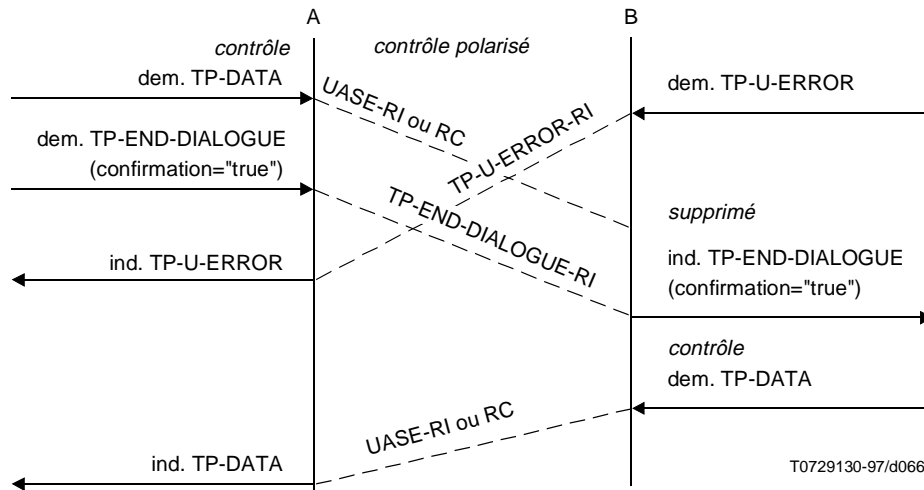 A
B
contrôle
contrôle polarisé
dem. TP-DATA
dem. TP-U-ERROR
UASE-RI ou RC
TP-U-ERROR-RI
dem. TP-END-DIALOGUE
(confirmation="true")
TP-END-DIALOGUE-RI
supprimé
ind. TP-U-ERROR
ind. TP-END-DIALOGUE
(confirmation="true")
contrôle
dem. TP-DATA
UASE-RI ou RC
ind. TP-DATA
T0729130-97/d066